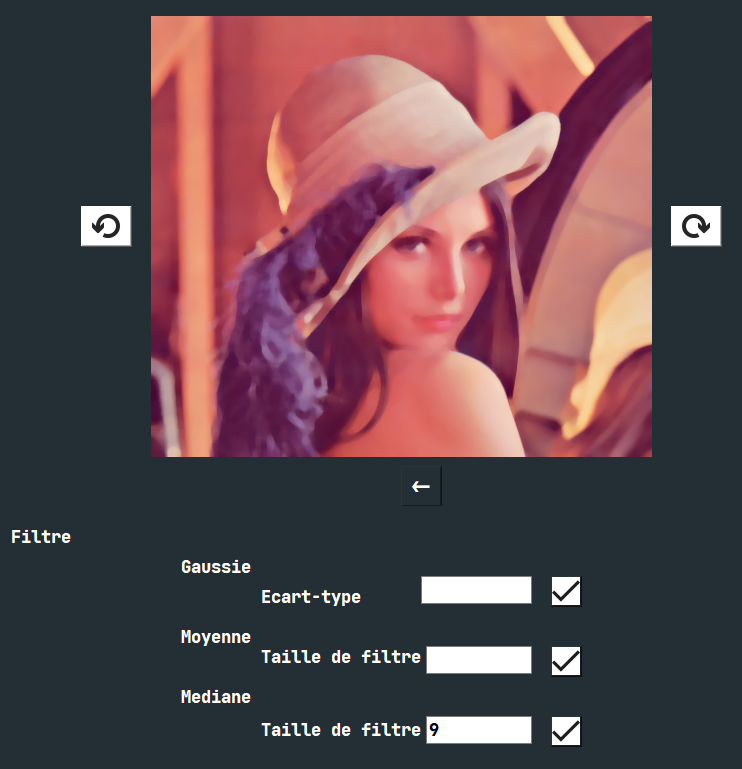 Filtre
Gaussie
Ecart-type
Moyenne
Taille de filtre
Mediane
Taille de filtre 9